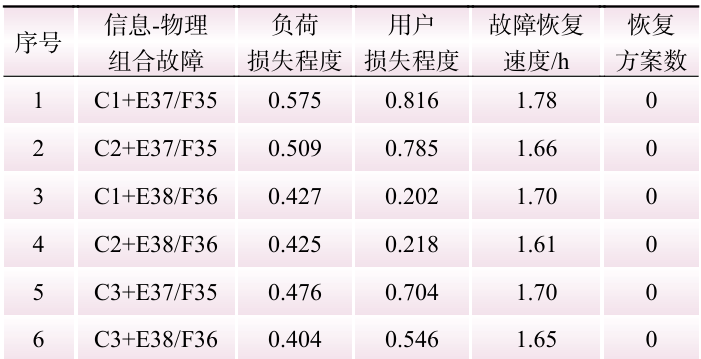 序号 信息-物理组合故障 负荷损失程度 用户损失程度 故障恢复速度/h 恢复方案数
1 C1+E37/F35 0.575 0.816 1.78 0
2 C2+E37/F35 0.509 0.785 1.66 0
3 C1+E38/F36 0.427 0.202 1.70 0
4 C2+E38/F36 0.425 0.218 1.61 0
5 C3+E37/F35 0.476 0.704 1.70 0
6 C3+E38/F36 0.404 0.546 1.65 0